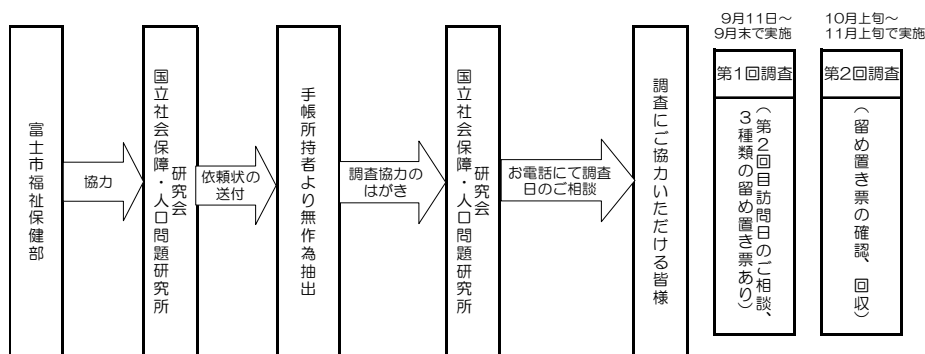 富士市福祉保健部
協力
国立社会保障・人口問題研究所
研究会
依頼状の
送付
手帳所持者より無作為抽出
調査協力の
はがき
国立社会保障・人口問題研究所
研究会
お電話にて調査
日のご相談
調査にご協力いただける皆様
9月11日～
9月末で実施
第1回調査
（第2回目訪問日のご相談、
3種類の留め置き票あり）
10月上旬～
11月上旬で実施
第2回調査
（留め置き票の確認、回収）